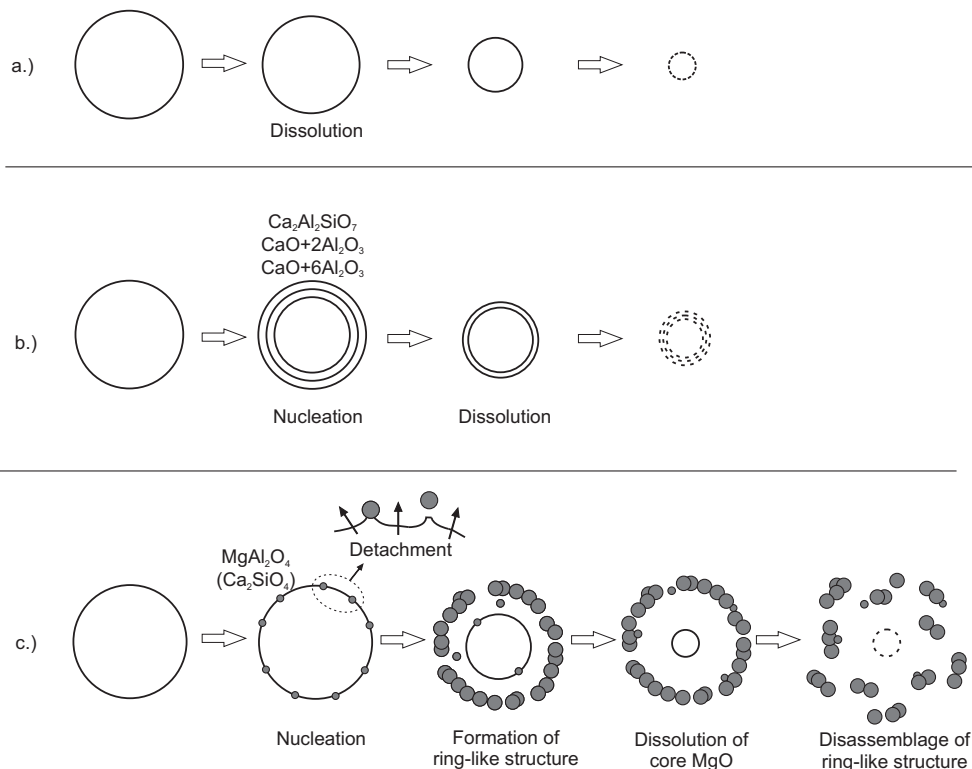 a.)
Dissolution
b.)
Ca₂Al₂SiO₇
CaO+2Al₂O₃
CaO+6Al₂O₃
Nucleation
Dissolution
c.)
MgAl₂O₄
(Ca₂SiO₄)
Detachment
Nucleation
Formation of
ring-like structure
Dissolution of
core MgO
Disassemblage of
ring-like structure